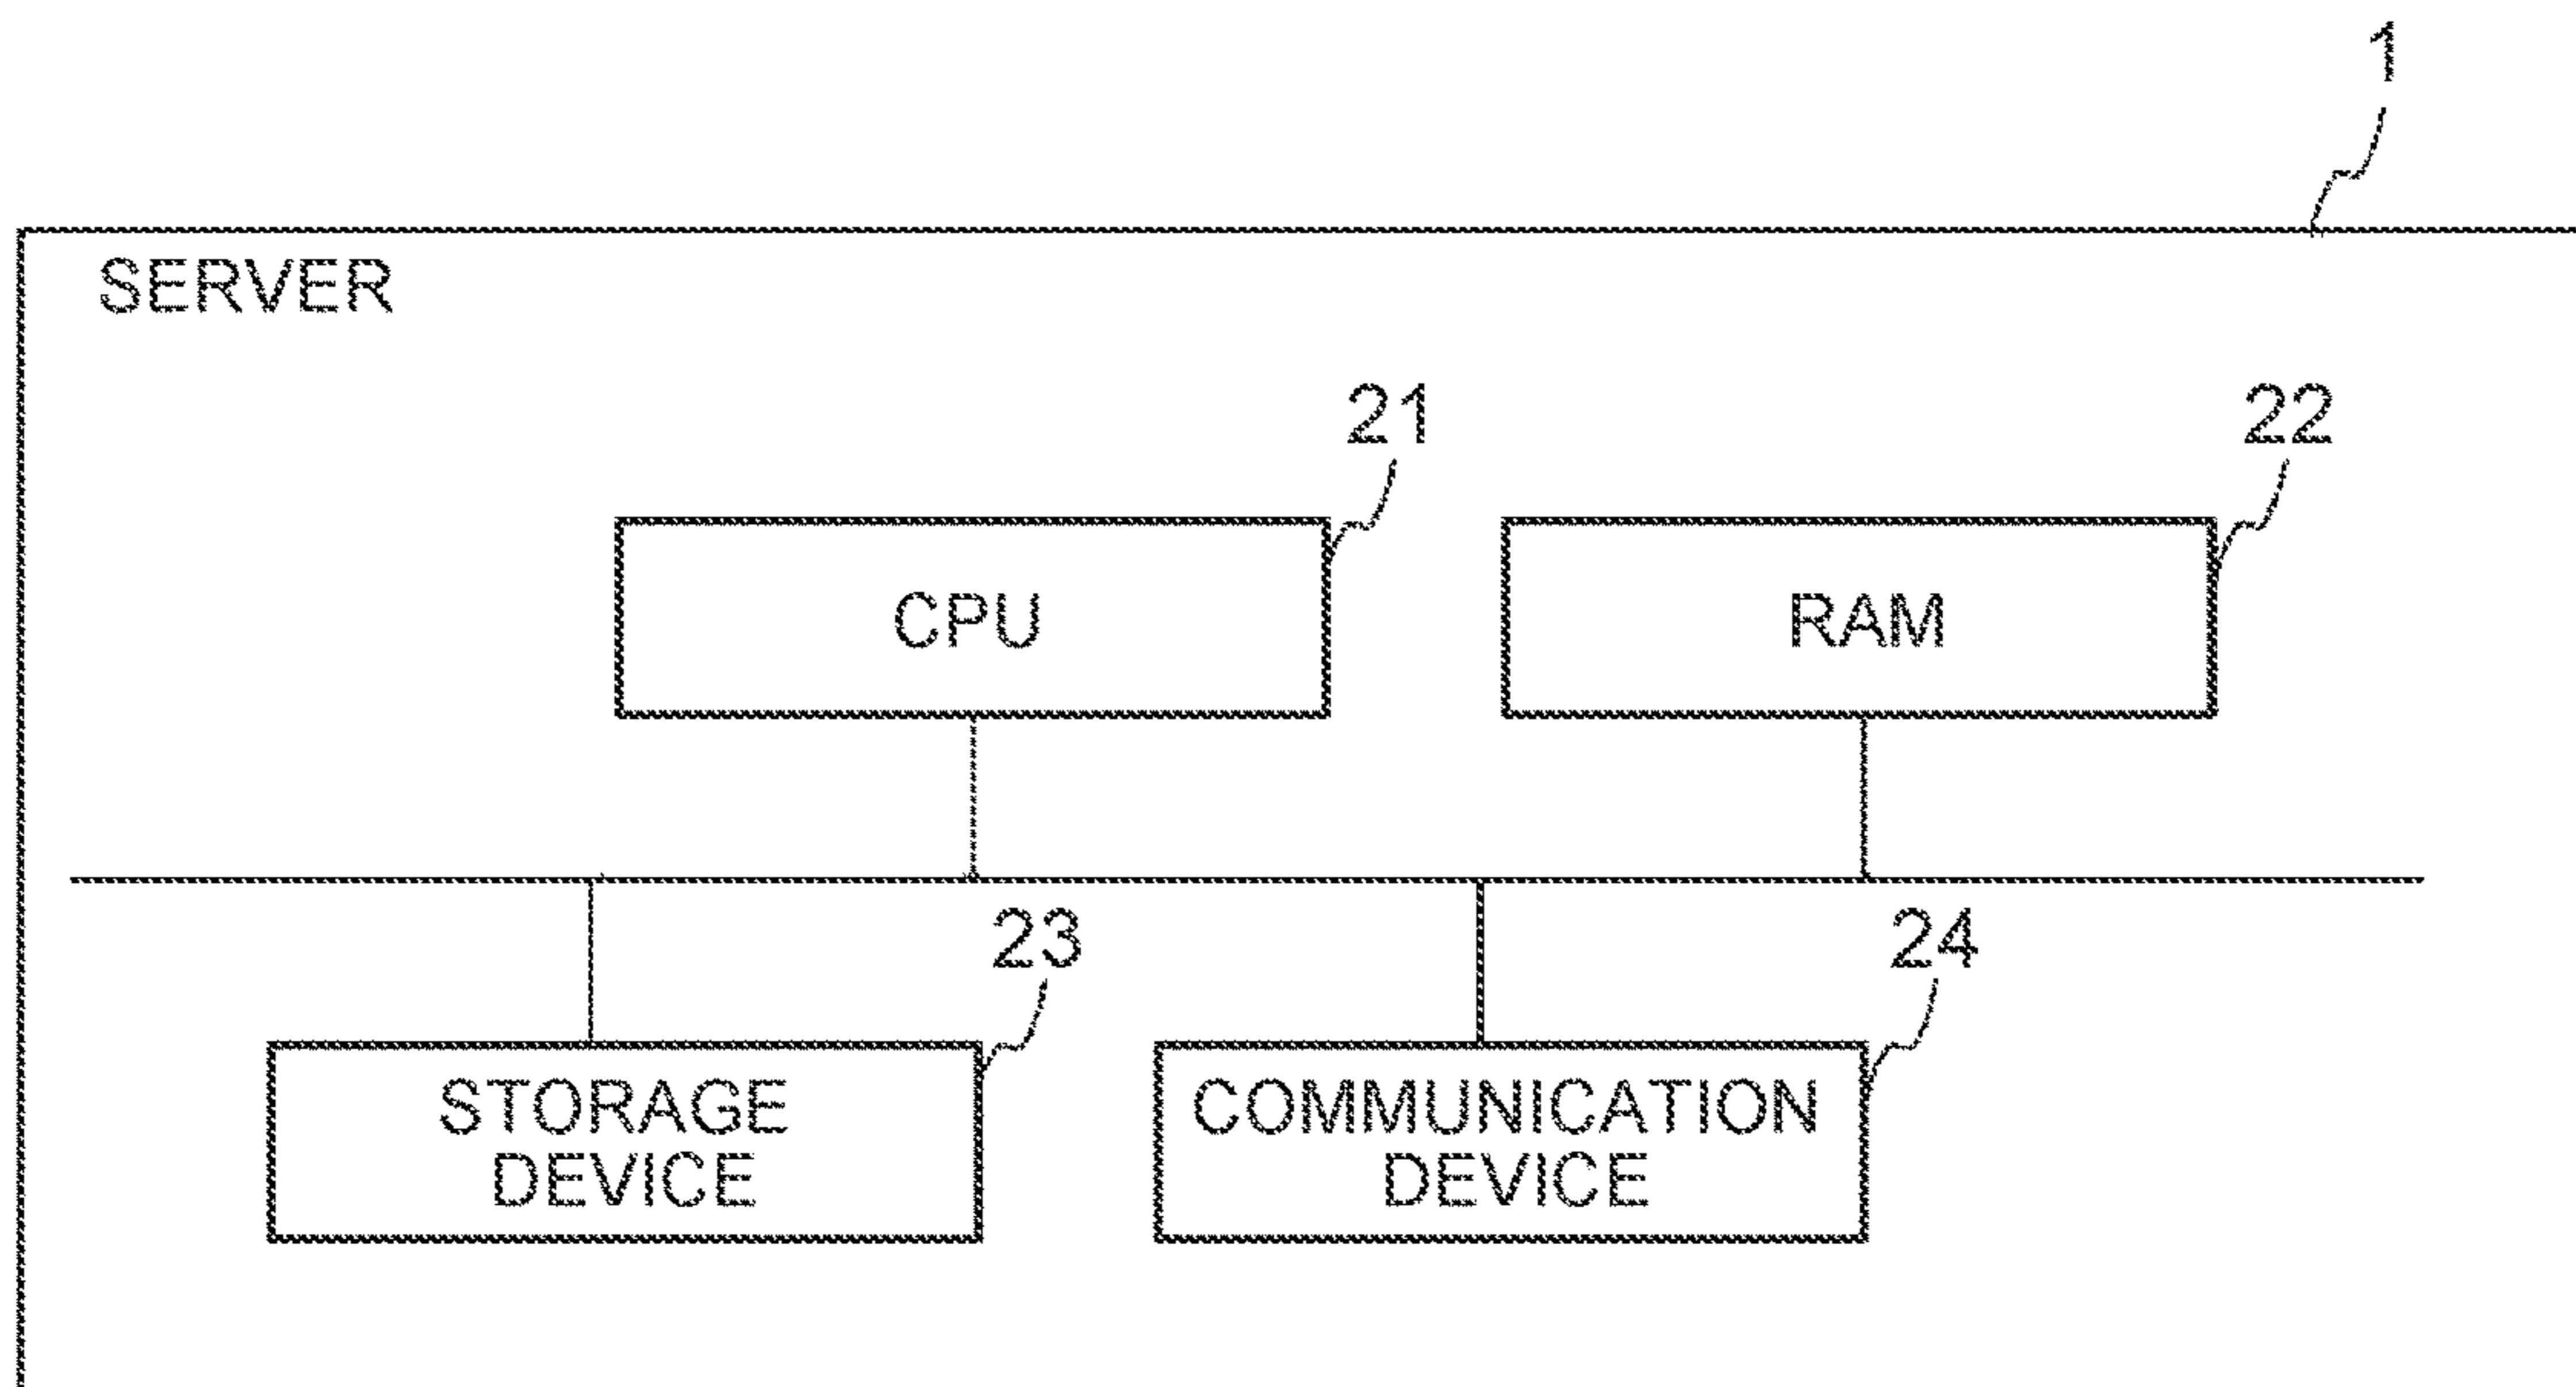 1
SERVER
21
22
CPU
RAM
23
24
STORAGE
DEVICE
COMMUNICATION
DEVICE